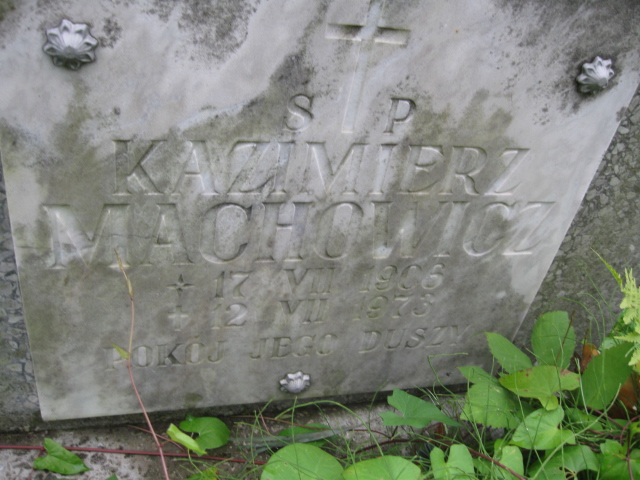 S P
KAZIMIERZ
MACHOWICZ
* 17 VII 1906
+ 12 VII 1973
POKÓJ JEGO DUSZY